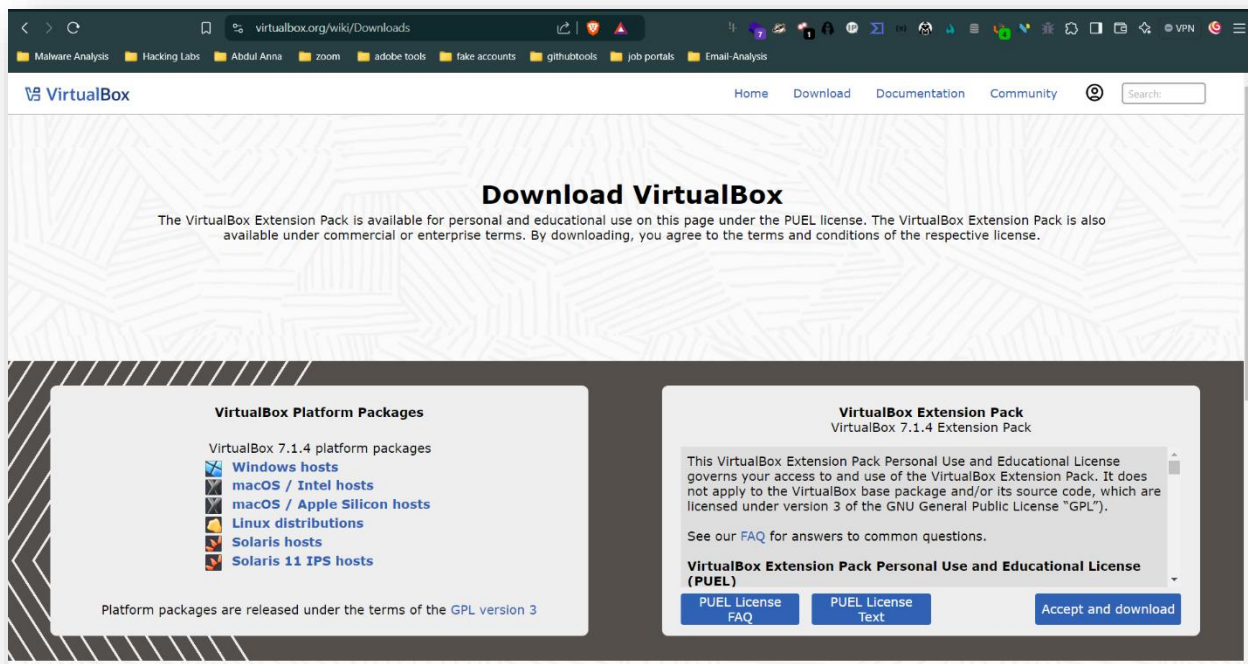 virtualbox.org/wiki/Downloads
VPN
Malware Analysis
Hacking Labs
Abdul Anna
zoom
adobe tools
fake accounts
githubtools
job portals
Email-Analysis
VirtualBox
Home
Download
Documentation
Community
Search:
Download VirtualBox
The VirtualBox Extension Pack is available for personal and educational use on this page under the PUEL license. The VirtualBox Extension Pack is also
available under commercial or enterprise terms. By downloading, you agree to the terms and conditions of the respective license.
VirtualBox Platform Packages
VirtualBox 7.1.4 platform packages
Windows hosts
macOS / Intel hosts
macOS / Apple Silicon hosts
Linux distributions
Solaris hosts
Solaris 11 IPS hosts
Platform packages are released under the terms of the GPL version 3
VirtualBox Extension Pack
VirtualBox 7.1.4 Extension Pack
This VirtualBox Extension Pack Personal Use and Educational License
governs your access to and use of the VirtualBox Extension Pack. It does
not apply to the VirtualBox base package and/or its source code, which are
licensed under version 3 of the GNU General Public License “GPL”).
See our FAQ for answers to common questions.
VirtualBox Extension Pack Personal Use and Educational License
(PUEL)
PUEL License
FAQ
PUEL License
Text
Accept and download